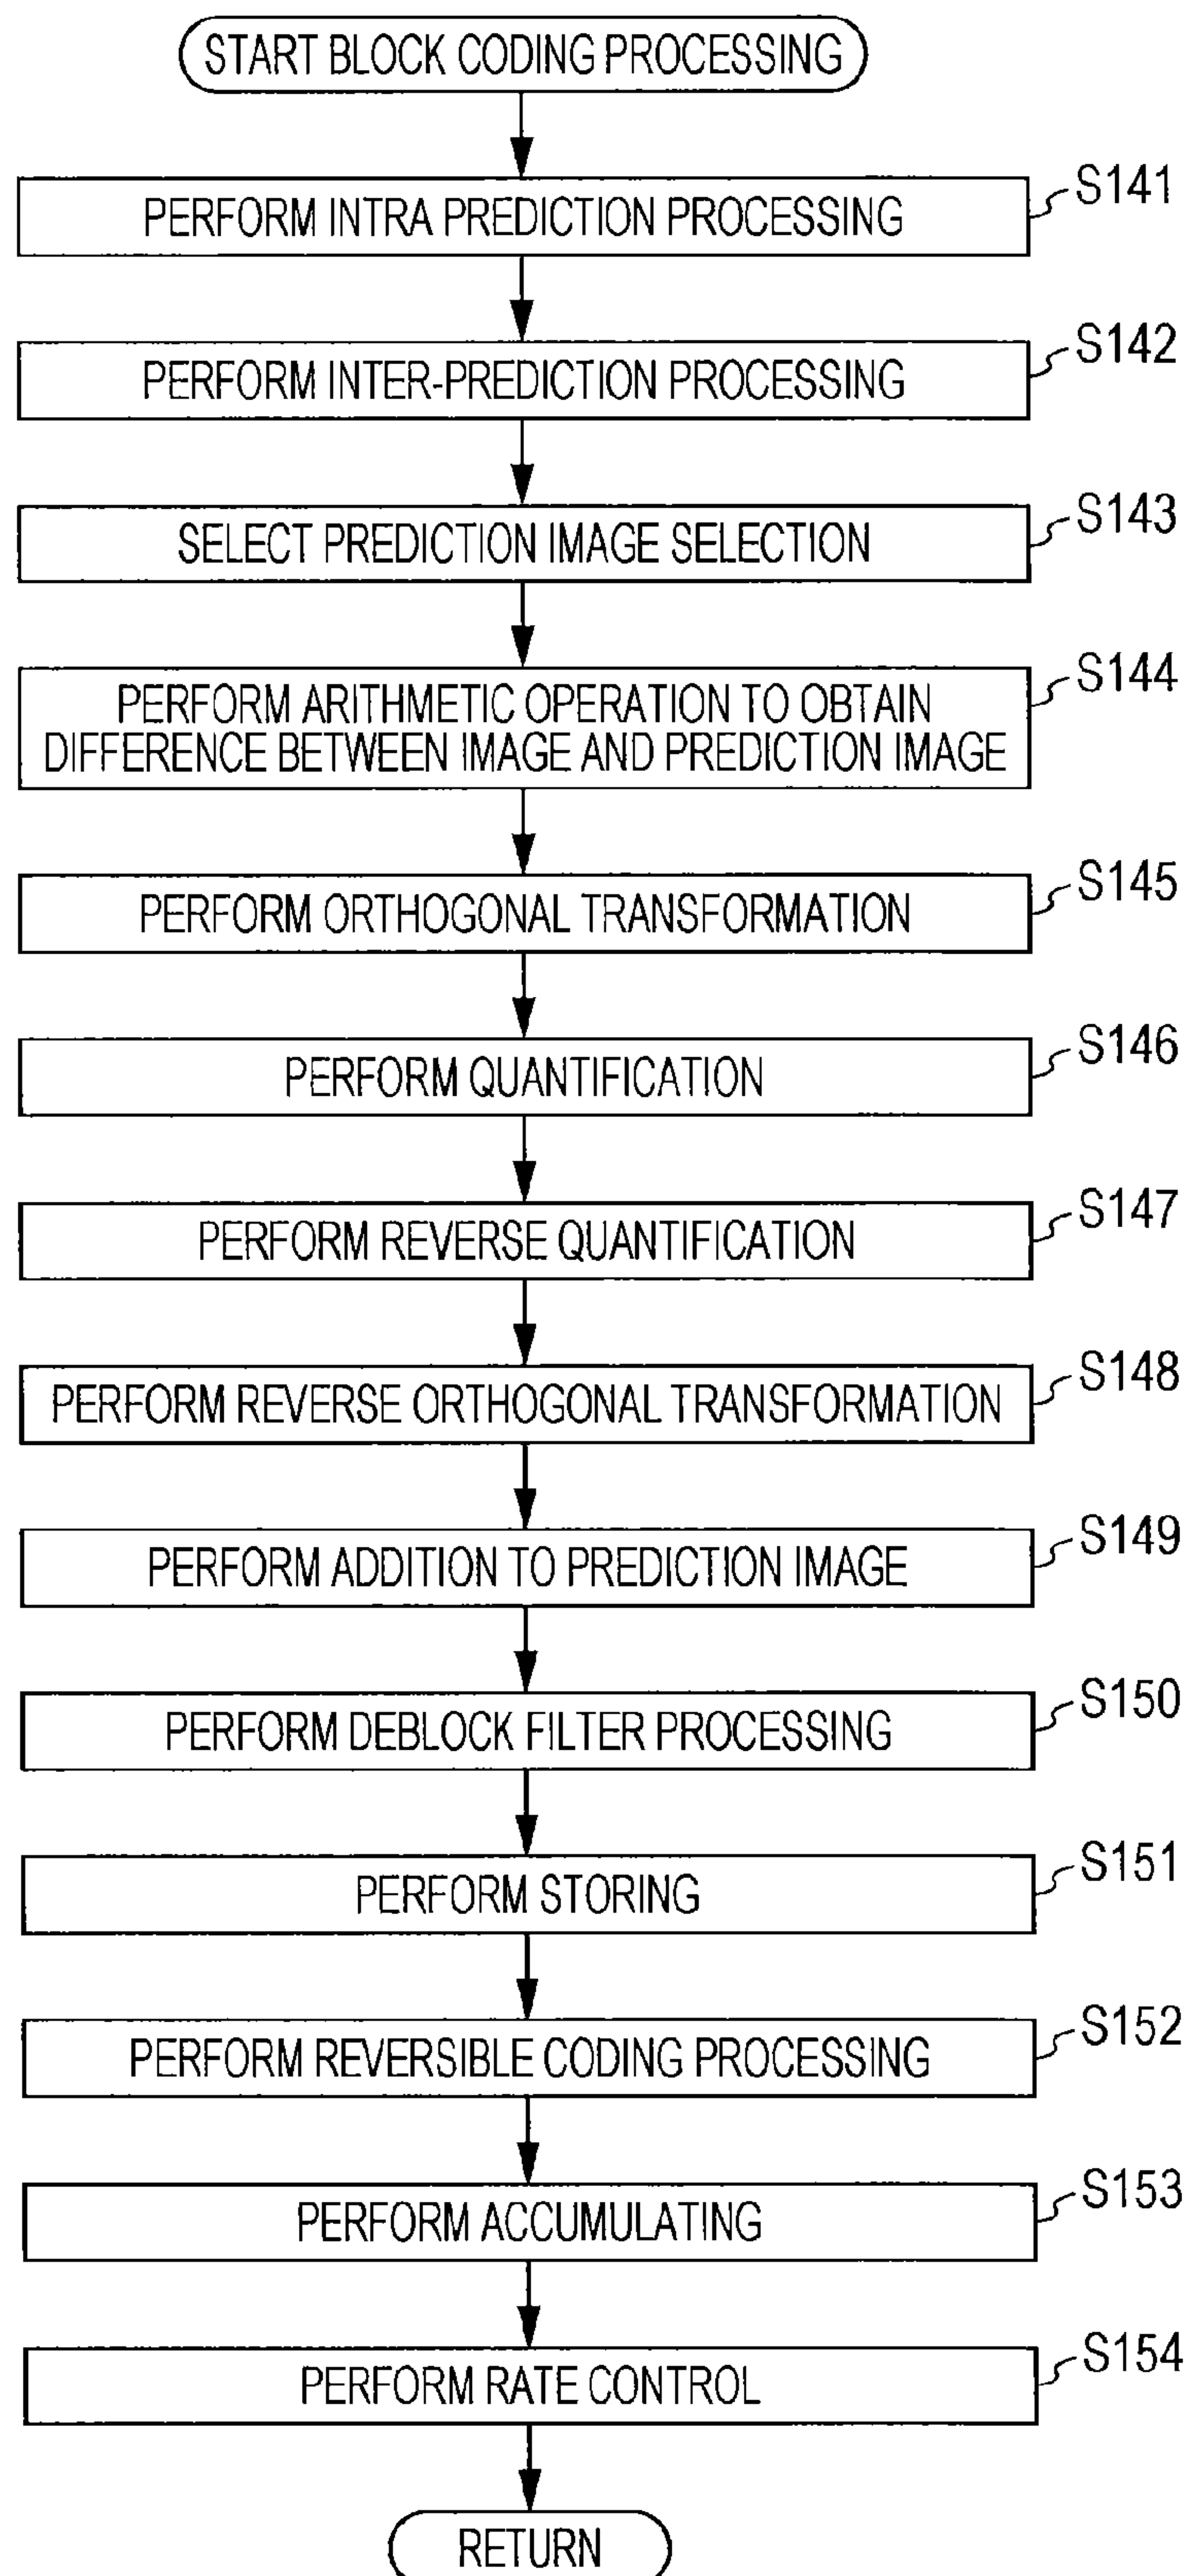 START BLOCK CODING PROCESSING
S141
PERFORM INTRA PREDICTION PROCESSING
S142
PERFORM INTER-PREDICTION PROCESSING
S143
SELECT PREDICTION IMAGE SELECTION
S144
PERFORM ARITHMETIC OPERATION TO OBTAIN
DIFFERENCE BETWEEN IMAGE AND PREDICTION IMAGE
S145
PERFORM ORTHOGONAL TRANSFORMATION
S146
PERFORM QUANTIFICATION
S147
PERFORM REVERSE QUANTIFICATION
S148
PERFORM REVERSE ORTHOGONAL TRANSFORMATION
S149
PERFORM ADDITION TO PREDICTION IMAGE
S150
PERFORM DEBLOCK FILTER PROCESSING
S151
PERFORM STORING
S152
PERFORM REVERSIBLE CODING PROCESSING
S153
PERFORM ACCUMULATING
S154
PERFORM RATE CONTROL
RETURN